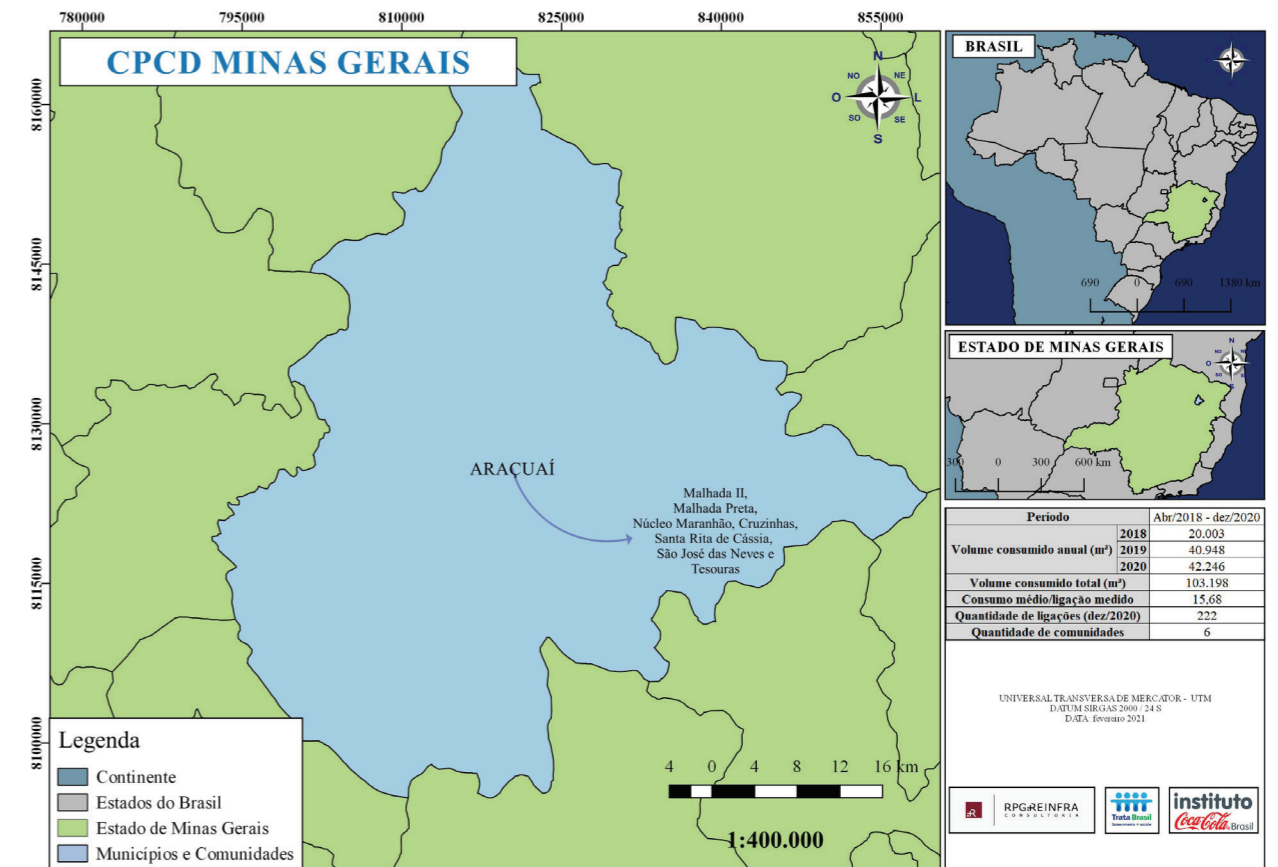 780000 795000 810000 825000 840000 855000
CPCD MINAS GERAIS
8160000
8145000
8130000
8115000
8100000
N
NO NE
O L
SO SE
S
ARAÇUAÍ
Malhada II,
Malhada Preta,
Núcleo Maranhão, Cruzinhas,
Santa Rita de Cássia,
São José das Neves e
Tesouras
Legenda
Continente
Estados do Brasil
Estado de Minas Gerais
Municípios e Comunidades
4 0 4 8 12 16 km
1:400.000
BRASIL
690 0 690 1380 km
ESTADO DE MINAS GERAIS
N
NO NE
O
300 0 300 600 km
Período Abr/2018 - dez/2020
Volume consumido anual (m³) 2018 20.003
2019 40.948
2020 42.246
Volume consumido total (m³) 103.198
Consumo médio/ligação medido 15,68
Quantidade de ligações (dez/2020) 222
Quantidade de comunidades 6
UNIVERSAL TRANSVERSA DE MERCATOR - UTM
DATUM SIRGAS 2000 / 24 S
DATA: fevereiro 2021
RPG#REINFRA
CONSULTORIA
Trata Brasil
instituto
Coca-Cola Brasil